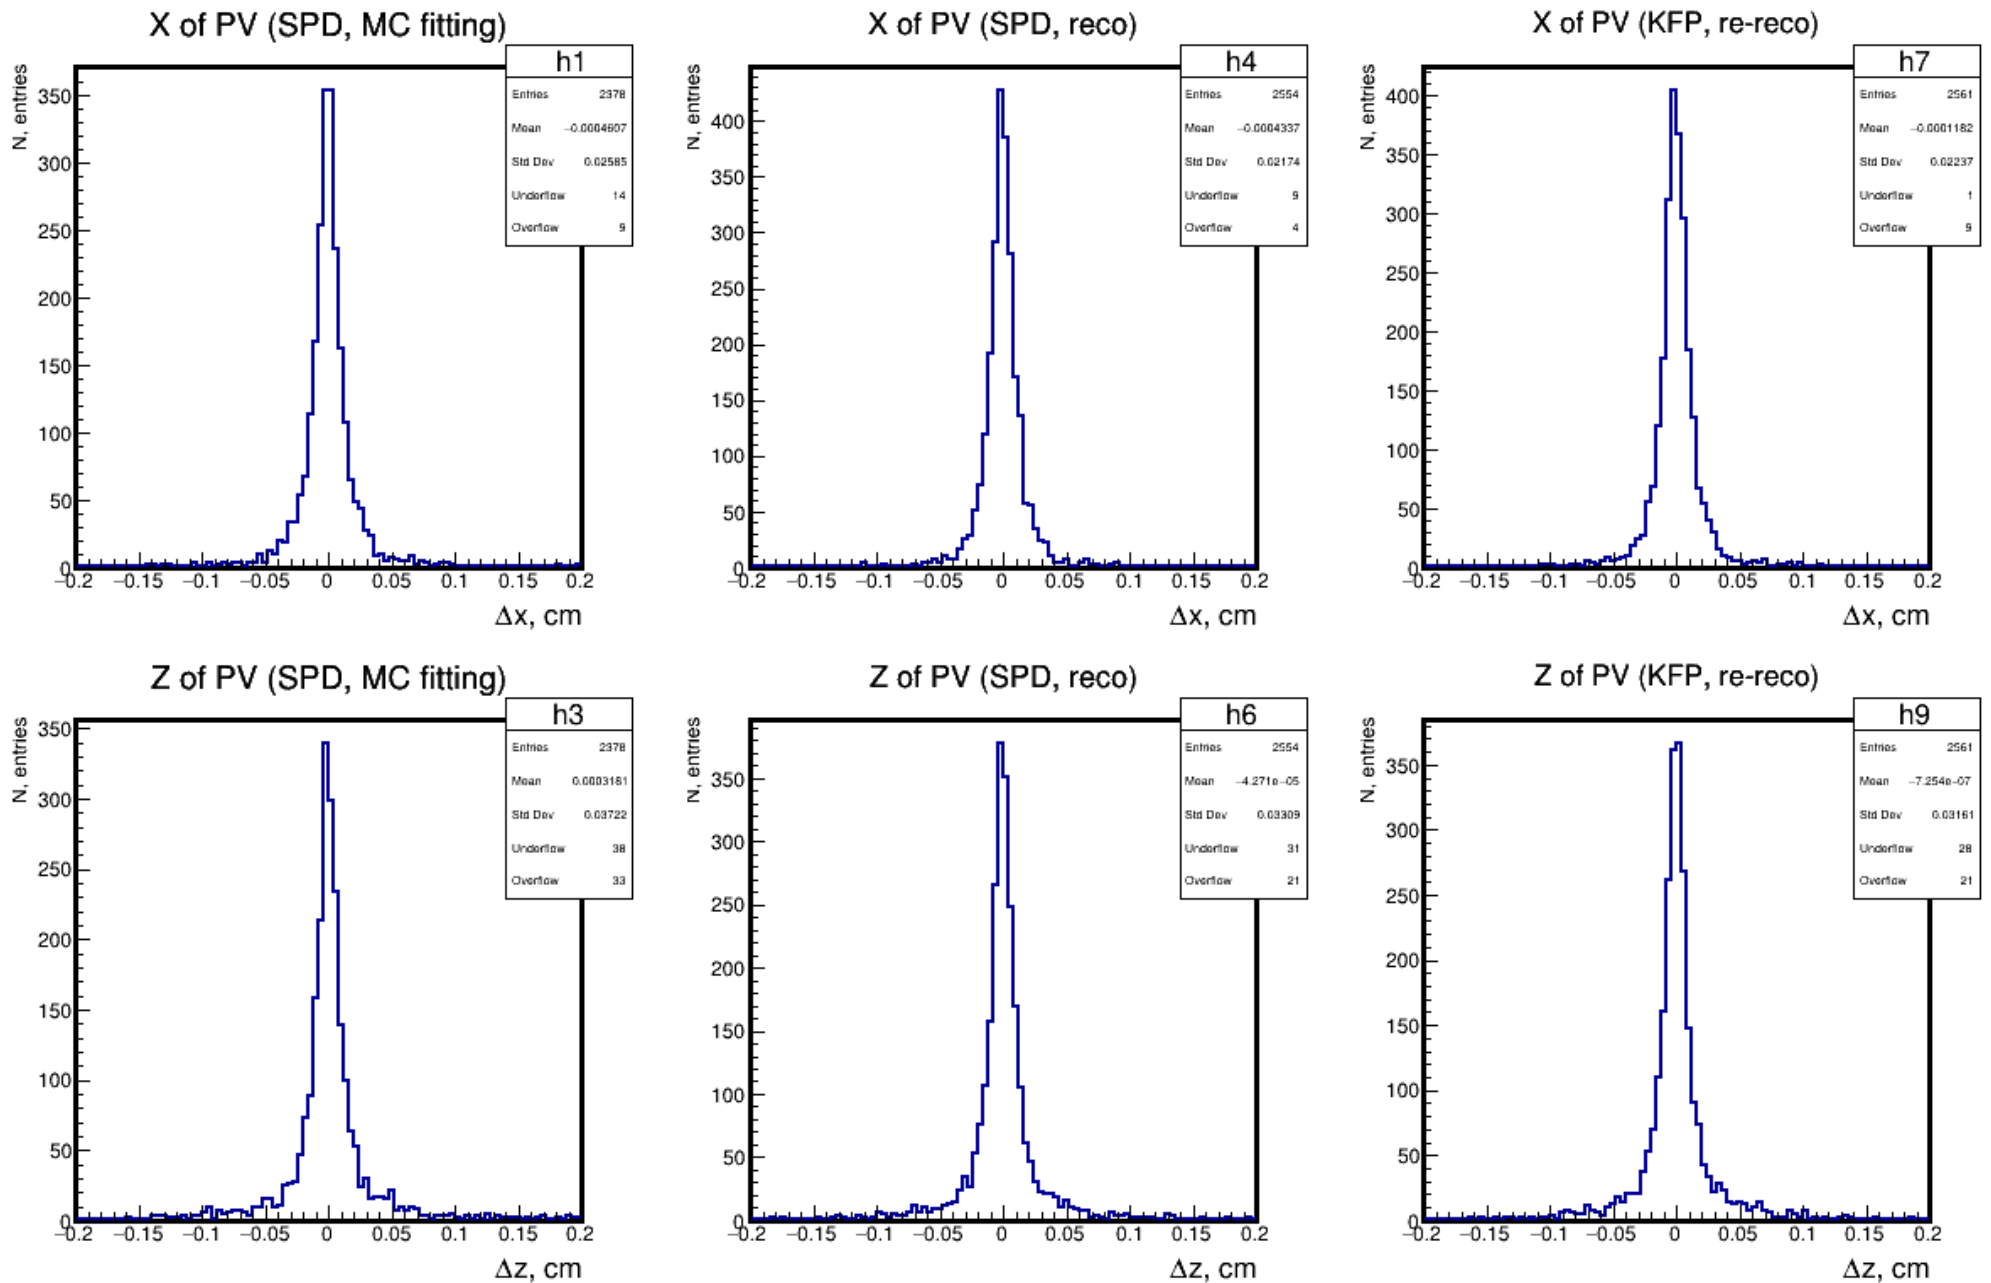 X of PV (SPD, MC fitting)
N, entries
h1
Entries 2378
Mean −0.0004607
Std Dev 0.02585
Underflow 14
Overflow 9
350
300
250
200
150
100
50
0
−0.2 −0.15 −0.1 −0.05 0 0.05 0.1 0.15 0.2
Δx, cm
X of PV (SPD, reco)
N, entries
h4
Entries 2554
Mean −0.0004337
Std Dev 0.02174
Underflow 9
Overflow 4
400
350
300
250
200
150
100
50
0
−0.2 −0.15 −0.1 −0.05 0 0.05 0.1 0.15 0.2
Δx, cm
X of PV (KFP, re-reco)
N, entries
h7
Entries 2561
Mean −0.0001182
Std Dev 0.02237
Underflow 1
Overflow 9
400
350
300
250
200
150
100
50
0
−0.2 −0.15 −0.1 −0.05 0 0.05 0.1 0.15 0.2
Δx, cm
Z of PV (SPD, MC fitting)
N, entries
h3
Entries 2378
Mean 0.0003181
Std Dev 0.03722
Underflow 38
Overflow 33
350
300
250
200
150
100
50
0
−0.2 −0.15 −0.1 −0.05 0 0.05 0.1 0.15 0.2
Δz, cm
Z of PV (SPD, reco)
N, entries
h6
Entries 2554
Mean −4.271e−05
Std Dev 0.03309
Underflow 31
Overflow 21
350
300
250
200
150
100
50
0
−0.2 −0.15 −0.1 −0.05 0 0.05 0.1 0.15 0.2
Δz, cm
Z of PV (KFP, re-reco)
N, entries
h9
Entries 2561
Mean −7.254e−07
Std Dev 0.03161
Underflow 28
Overflow 21
350
300
250
200
150
100
50
0
−0.2 −0.15 −0.1 −0.05 0 0.05 0.1 0.15 0.2
Δz, cm